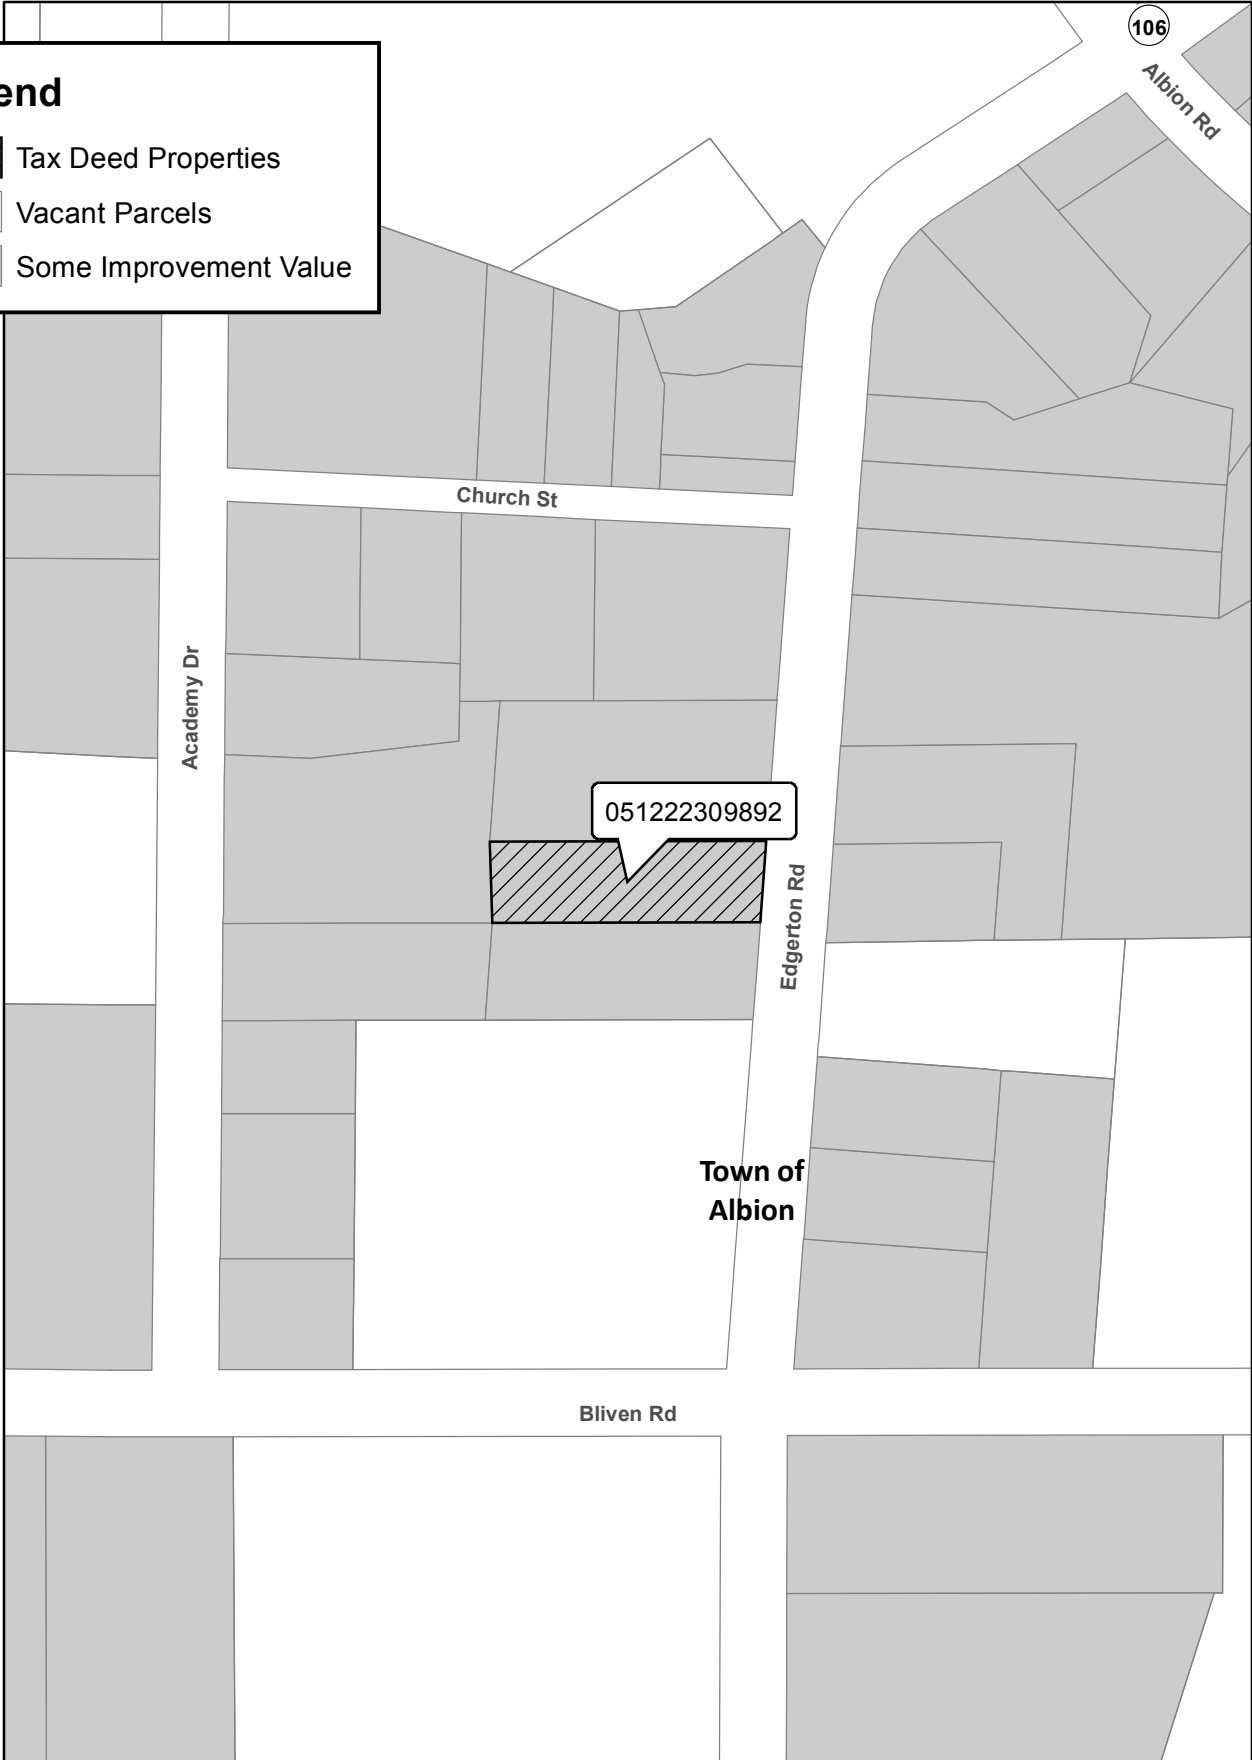 106
Albion Rd
end
Tax Deed Properties
Vacant Parcels
Some Improvement Value
Church St
Academy Dr
051222309892
Edgerton Rd
Town of
Albion
Bliven Rd